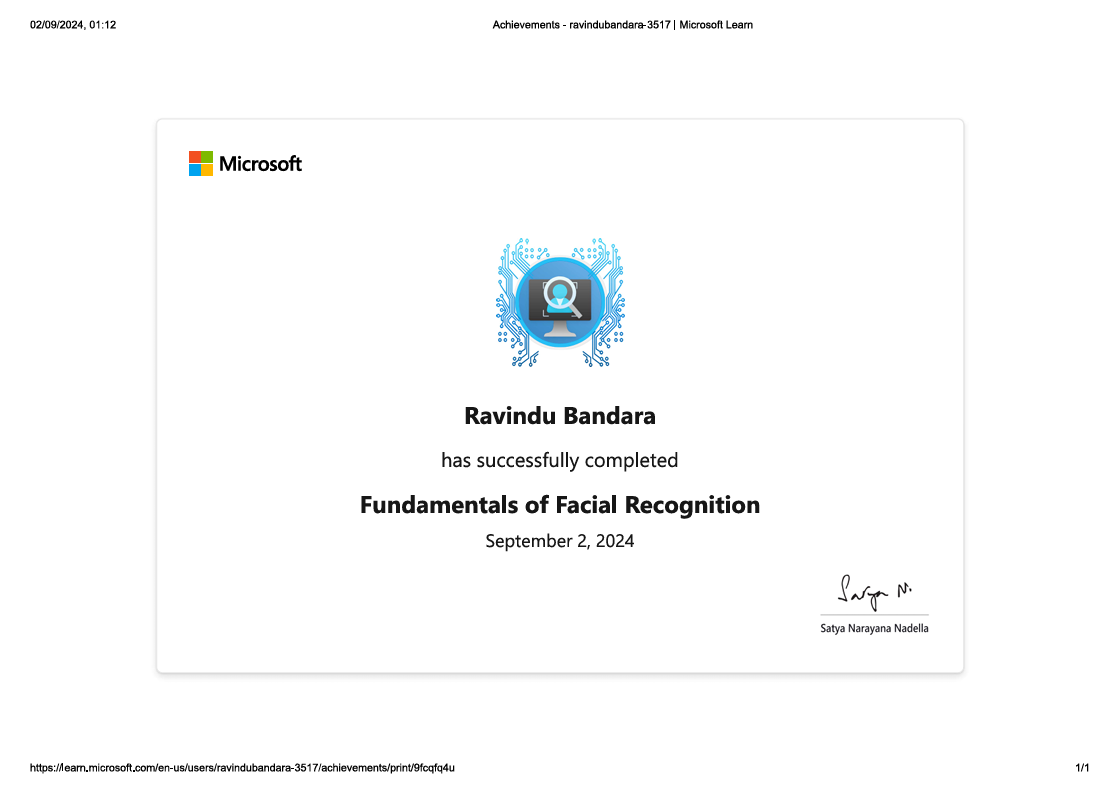 02/09/2024, 01:12
Achievements - ravindubandara-3517 | Microsoft Learn
Microsoft
Ravindu Bandara
has successfully completed
Fundamentals of Facial Recognition
September 2, 2024
Satya N.
Satya Narayana Nadella
https://learn.microsoft.com/en-us/users/ravindubandara-3517/achievements/print/9fcqfq4u
1/1